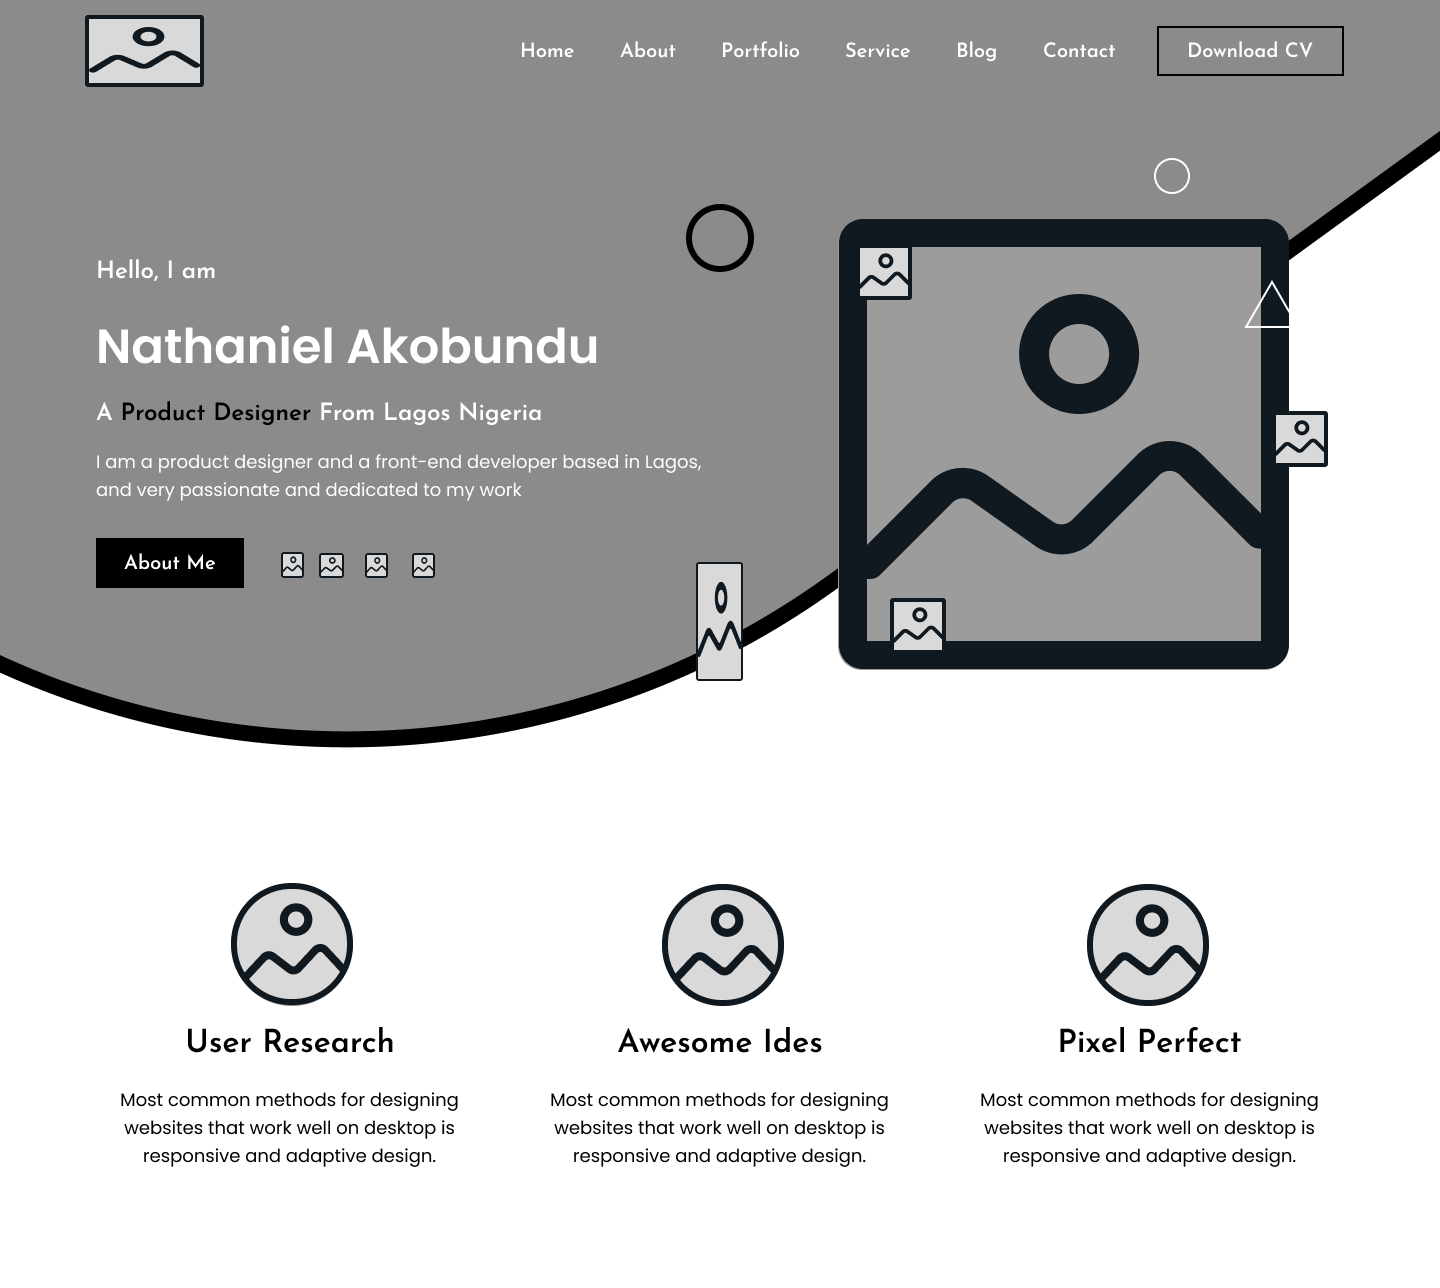 Home About Portfolio Service Blog Contact Download CV
Hello, I am
Nathaniel Akobundu
A Product Designer From Lagos Nigeria
I am a product designer and a front-end developer based in Lagos,
and very passionate and dedicated to my work
About Me
User Research
Most common methods for designing
websites that work well on desktop is
responsive and adaptive design.
Awesome Ides
Most common methods for designing
websites that work well on desktop is
responsive and adaptive design.
Pixel Perfect
Most common methods for designing
websites that work well on desktop is
responsive and adaptive design.